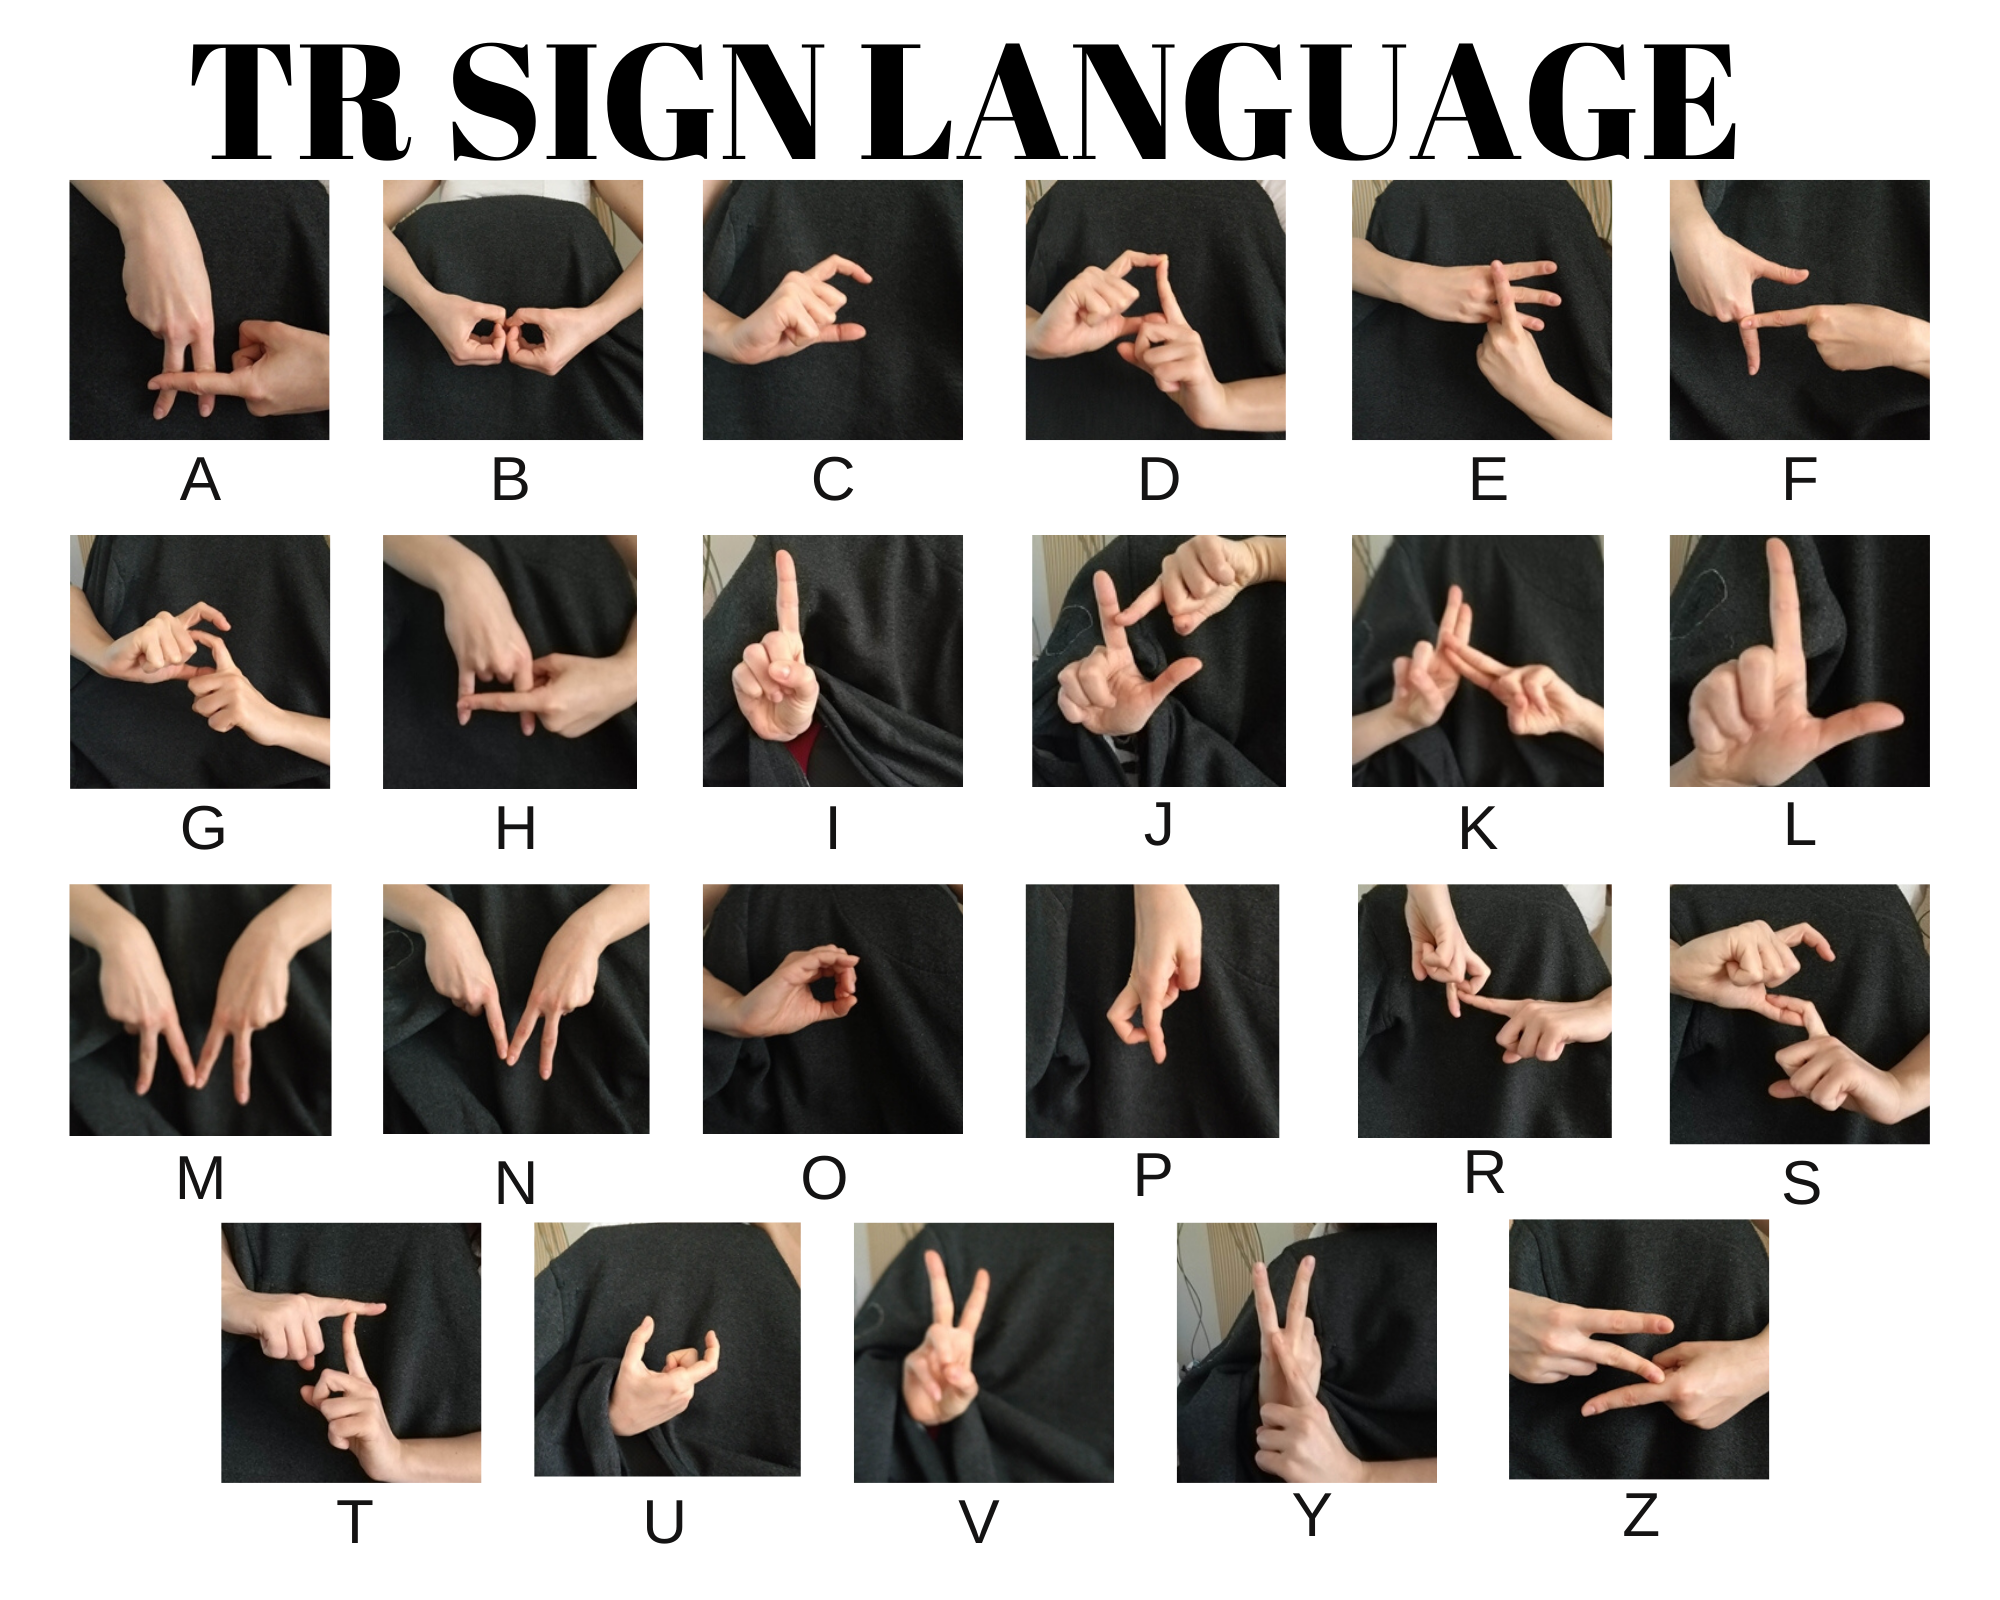 TR SIGN LANGUAGE
A B C D E F
G H I J K L
M N O P R S
T U V Y Z